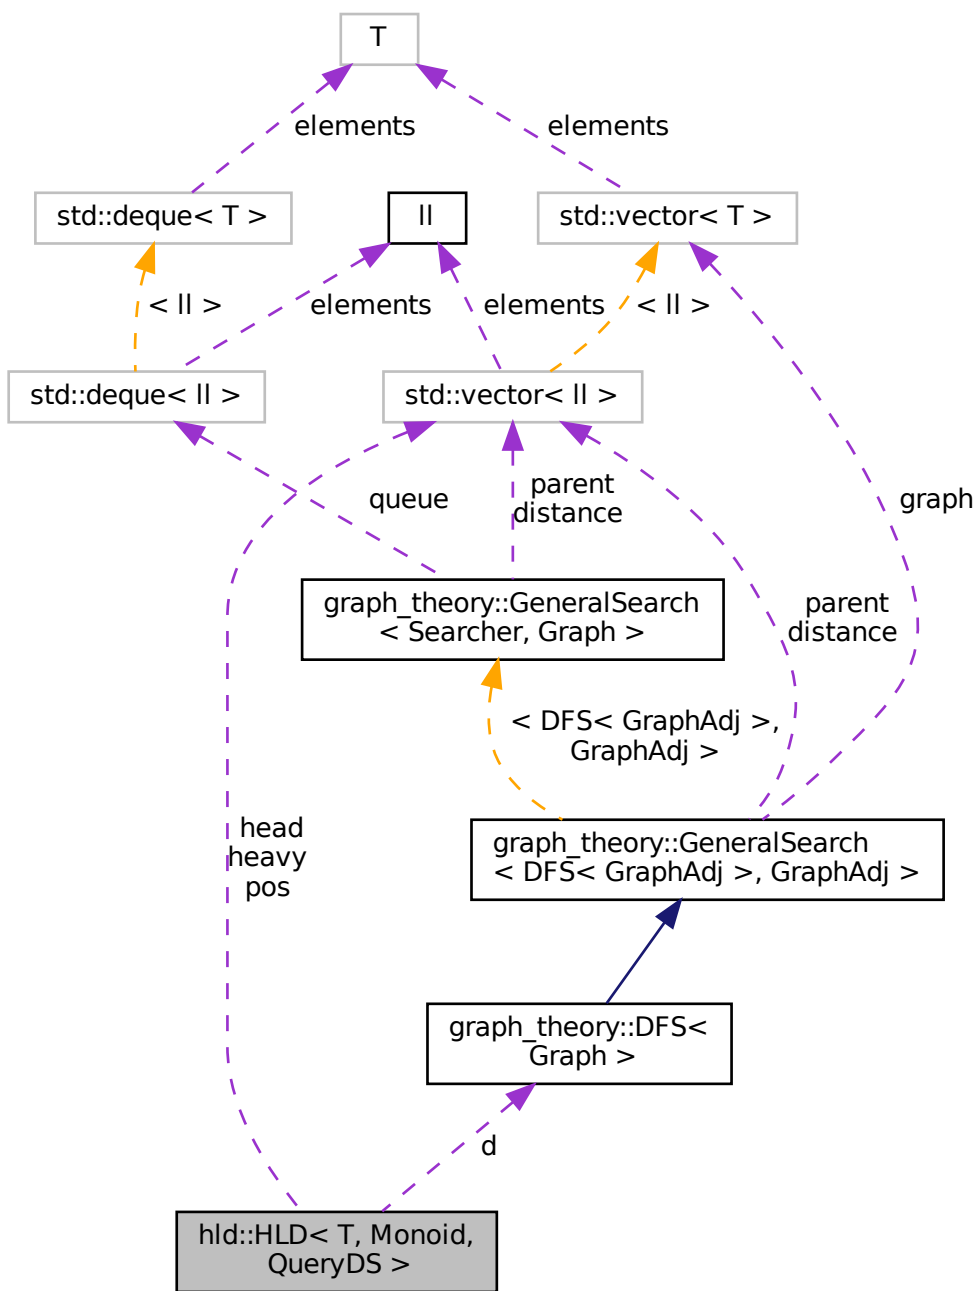 T
elements
elements
std::deque< T >
ll
std::vector< T >
< ll >
elements
elements
< ll >
std::deque< ll >
std::vector< ll >
queue
parent
distance
graph
graph_theory::GeneralSearch
< Searcher, Graph >
parent
distance
< DFS< GraphAdj >,
GraphAdj >
head
heavy
pos
graph_theory::GeneralSearch
< DFS< GraphAdj >, GraphAdj >
graph_theory::DFS<
Graph >
d
hld::HLD< T, Monoid,
QueryDS >